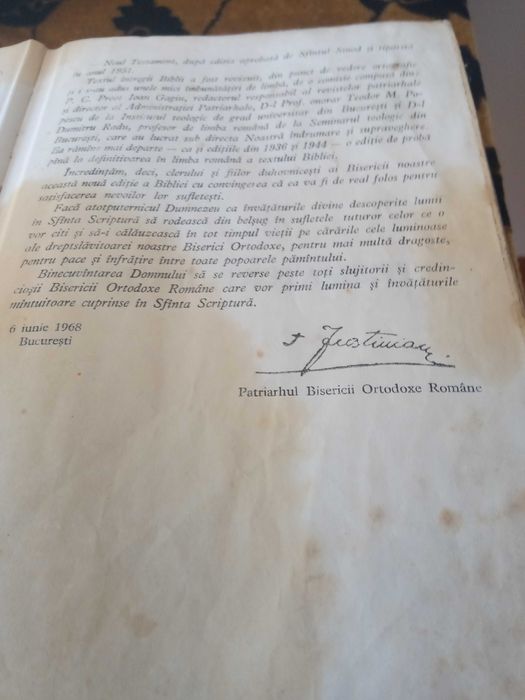 Noul Testament, după ediția aprobată de Sfîntul Sinod și tipărită
în anul 1951.
Textul întregii Biblii a fost revizuit, din punct de vedere ortografic
și i s-au adus unele mici îmbunătățiri de limbă, de o comisie compusă din:
P. C. Preot Ioan Gagiu, redactorul responsabil al revistelor patriarhale
și director al Administrației Patriarhale, D-l Prof. onorar Teodor M. Po-
pescu de la Institutul teologic de grad universitar din București și D-l
Dumitru Radu, profesor de limba română de la Seminarul teologic din
București, care au lucrat sub directa Noastră îndrumare și supraveghere.
Ea rămîne mai departe — ca și edițiile din 1936 și 1944 — o ediție de probă
pînă la definitivarea în limba română a textului Bibliei.
Încredințăm, deci, clerului și fiilor duhovnicești ai Bisericii noastre
această nouă ediție a Bibliei cu convingerea că ea va fi de real folos pentru
satisfacerea nevoilor lor sufletești.
Facă atotputernicul Dumnezeu ca învățăturile divine descoperite lumii
în Sfînta Scriptură să rodească din belșug în sufletele tuturor celor ce o
vor citi și să-i călăuzească în tot timpul vieții pe cărările cele luminoase
ale dreptslăvitoarei noastre Biserici Ortodoxe, pentru mai multă dragoste,
pentru pace și înfrățire între toate popoarele pămîntului.
Binecuvîntarea Domnului să se reverse peste toți slujitorii și credin-
cioșii Bisericii Ortodoxe Române care vor primi lumina și învățăturile
mîntuitoare cuprinse în Sfînta Scriptură.
6 iunie 1968
București
† Justinian
Patriarhul Bisericii Ortodoxe Române